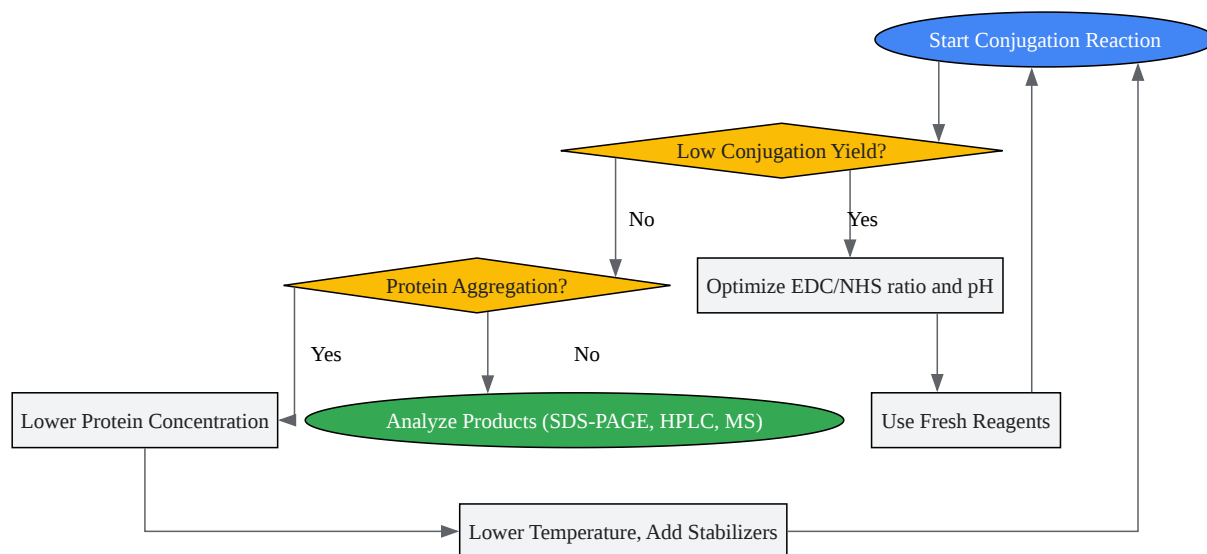 Start Conjugation Reaction
Low Conjugation Yield?
No
Yes
Protein Aggregation?
Optimize EDC/NHS ratio and pH
Yes
No
Lower Protein Concentration
Analyze Products (SDS-PAGE, HPLC, MS)
Use Fresh Reagents
Lower Temperature, Add Stabilizers